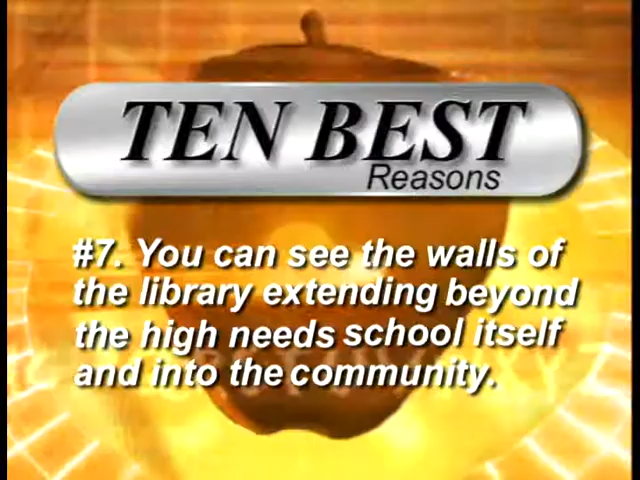 TEN BEST
Reasons
#7. You can see the walls of
the library extending beyond
the high needs school itself
and into the community.